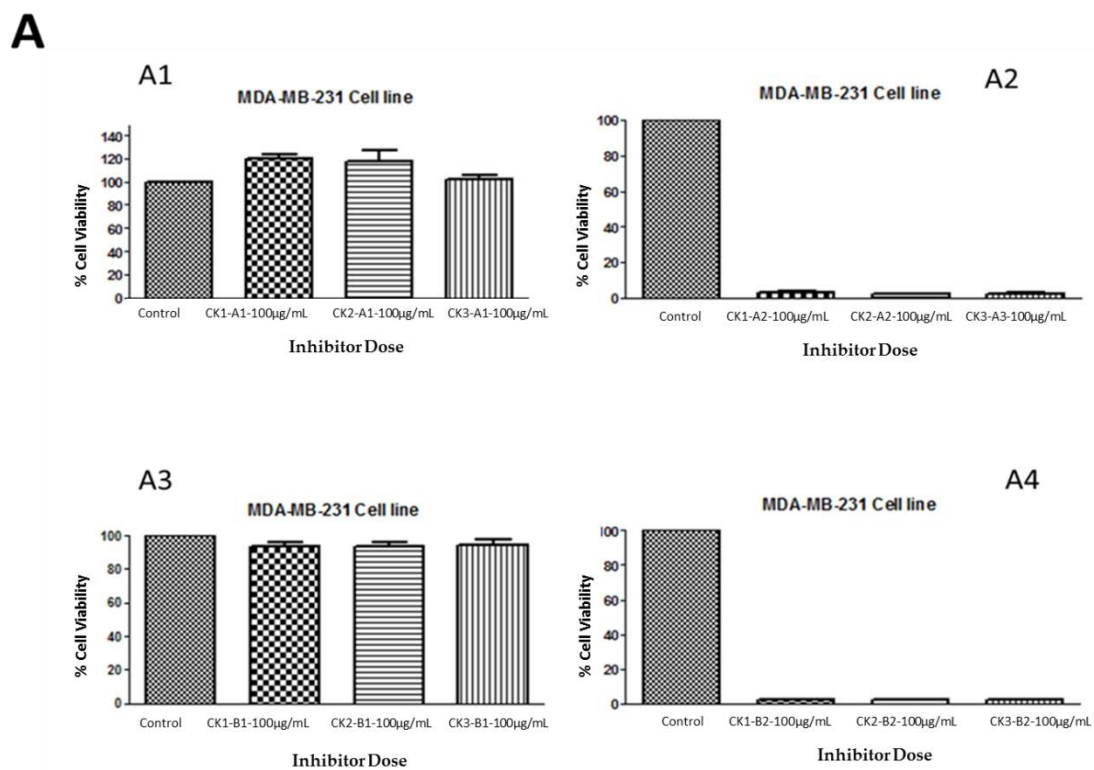 A
A1
MDA-MB-231 Cell line
% Cell Viability
140
120
100
80
60
40
20
0
Control CK1-A1-100µg/mL CK2-A1-100µg/mL CK3-A1-100µg/mL
Inhibitor Dose
A2
MDA-MB-231 Cell line
% Cell Viability
100
80
60
40
20
0
Control CK1-A2-100µg/mL CK2-A2-100µg/mL CK3-A3-100µg/mL
Inhibitor Dose
A3
MDA-MB-231 Cell line
% Cell Viability
100
80
60
40
20
0
Control CK1-B1-100µg/mL CK2-B1-100µg/mL CK3-B1-100µg/mL
Inhibitor Dose
A4
MDA-MB-231 Cell line
% Cell Viability
100
80
60
40
20
0
Control CK1-B2-100µg/mL CK2-B2-100µg/mL CK3-B2-100µg/mL
Inhibitor Dose